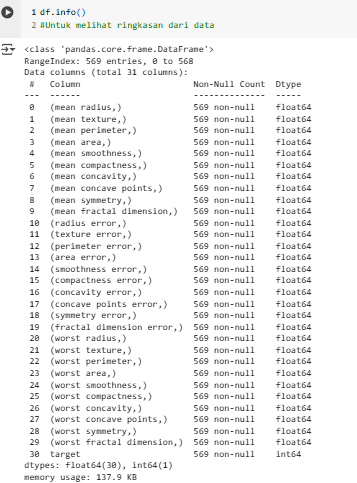 1 df.info()
2 #Untuk melihat ringkasan dari data
<class 'pandas.core.frame.DataFrame'>
RangeIndex: 569 entries, 0 to 568
Data columns (total 31 columns):
 #   Column                     Non-Null Count  Dtype
---  ------                     --------------  -----
 0   (mean radius,)             569 non-null    float64
 1   (mean texture,)            569 non-null    float64
 2   (mean perimeter,)          569 non-null    float64
 3   (mean area,)               569 non-null    float64
 4   (mean smoothness,)         569 non-null    float64
 5   (mean compactness,)        569 non-null    float64
 6   (mean concavity,)          569 non-null    float64
 7   (mean concave points,)     569 non-null    float64
 8   (mean symmetry,)           569 non-null    float64
 9   (mean fractal dimension,)  569 non-null    float64
 10  (radius error,)            569 non-null    float64
 11  (texture error,)           569 non-null    float64
 12  (perimeter error,)         569 non-null    float64
 13  (area error,)              569 non-null    float64
 14  (smoothness error,)        569 non-null    float64
 15  (compactness error,)       569 non-null    float64
 16  (concavity error,)         569 non-null    float64
 17  (concave points error,)    569 non-null    float64
 18  (symmetry error,)          569 non-null    float64
 19  (fractal dimension error,) 569 non-null    float64
 20  (worst radius,)            569 non-null    float64
 21  (worst texture,)           569 non-null    float64
 22  (worst perimeter,)         569 non-null    float64
 23  (worst area,)              569 non-null    float64
 24  (worst smoothness,)        569 non-null    float64
 25  (worst compactness,)       569 non-null    float64
 26  (worst concavity,)         569 non-null    float64
 27  (worst concave points,)    569 non-null    float64
 28  (worst symmetry,)          569 non-null    float64
 29  (worst fractal dimension,) 569 non-null    float64
 30  target                     569 non-null    int64
dtypes: float64(30), int64(1)
memory usage: 137.9 KB